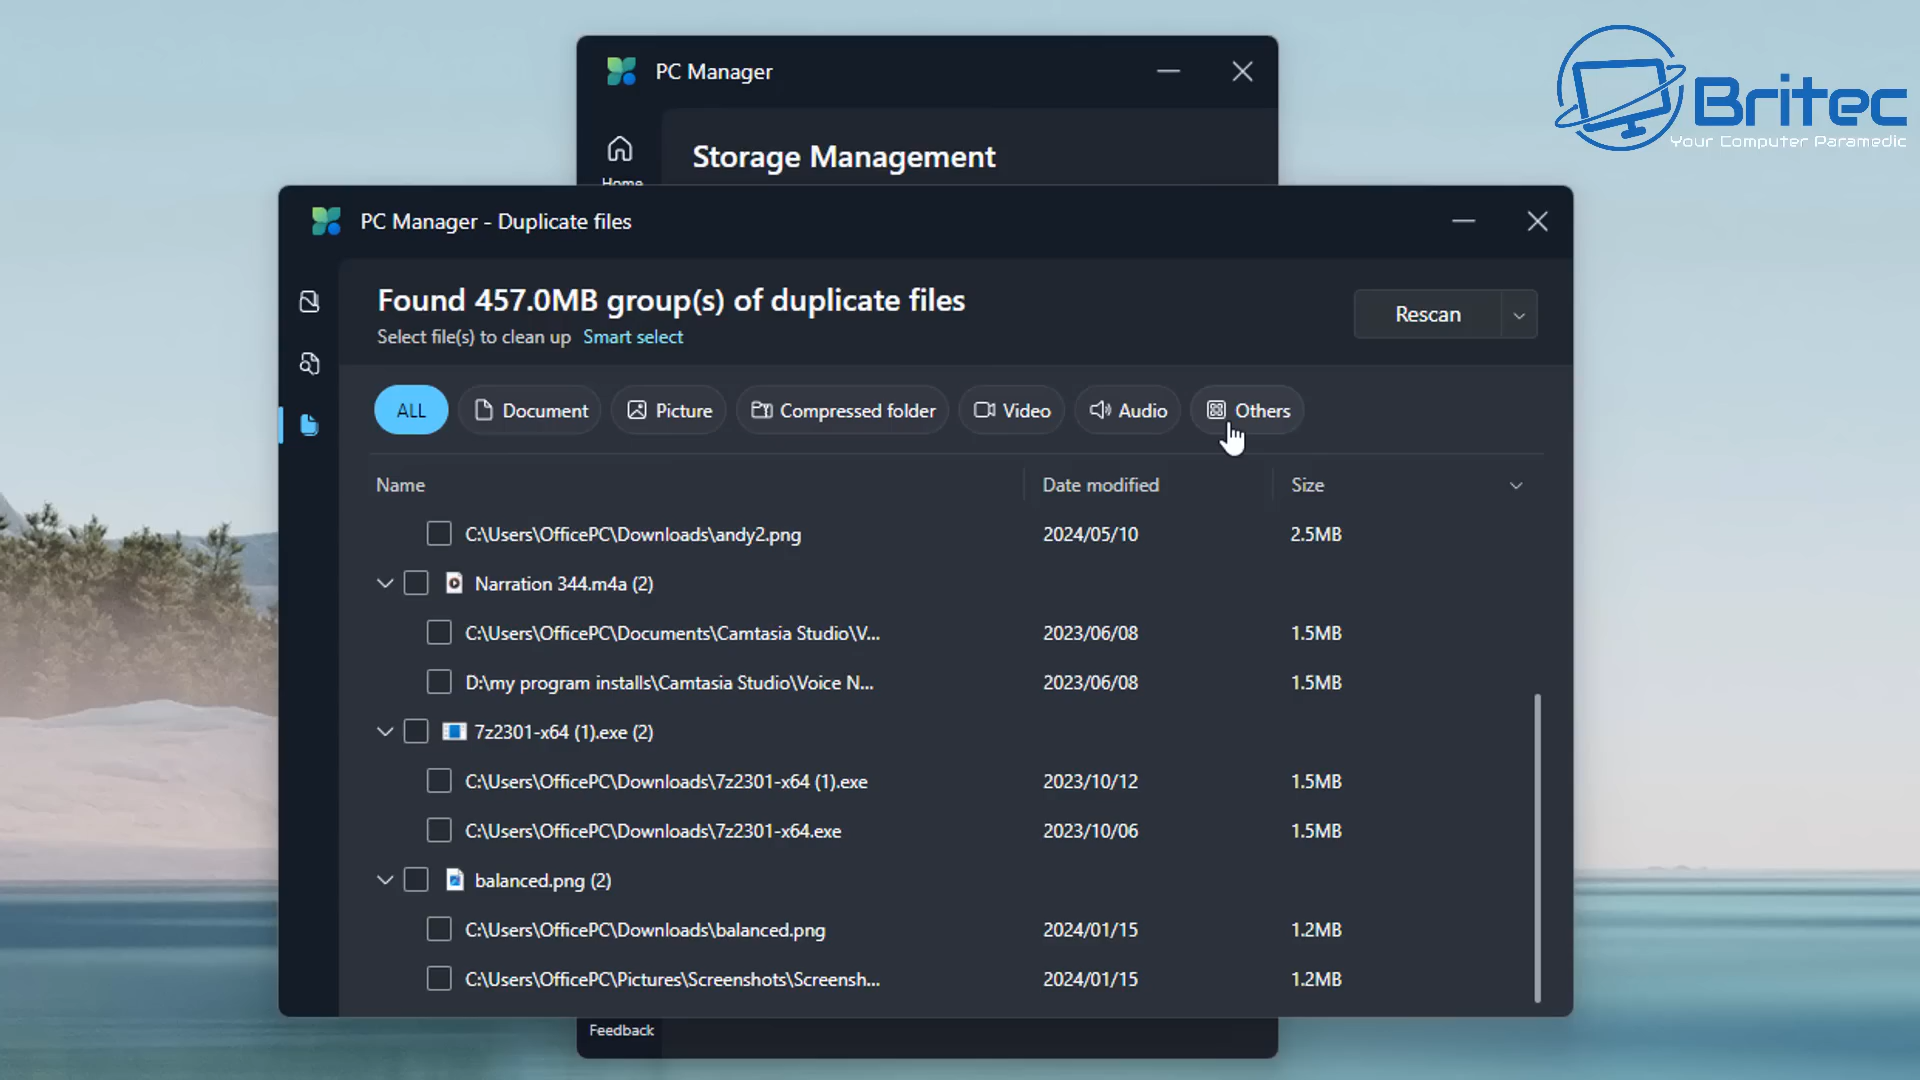 Britec
Your Computer Paramedic
PC Manager
Home
Storage Management
PC Manager - Duplicate files
Found 457.0MB group(s) of duplicate files
Select file(s) to clean up Smart select
Rescan
ALL Document Picture Compressed folder Video Audio Others
Name Date modified Size
C:\Users\OfficePC\Downloads\andy2.png 2024/05/10 2.5MB
Narration 344.m4a (2)
C:\Users\OfficePC\Documents\Camtasia Studio\V... 2023/06/08 1.5MB
D:\my program installs\Camtasia Studio\Voice N... 2023/06/08 1.5MB
7z2301-x64 (1).exe (2)
C:\Users\OfficePC\Downloads\7z2301-x64 (1).exe 2023/10/12 1.5MB
C:\Users\OfficePC\Downloads\7z2301-x64.exe 2023/10/06 1.5MB
balanced.png (2)
C:\Users\OfficePC\Downloads\balanced.png 2024/01/15 1.2MB
C:\Users\OfficePC\Pictures\Screenshots\Screensh... 2024/01/15 1.2MB
Feedback